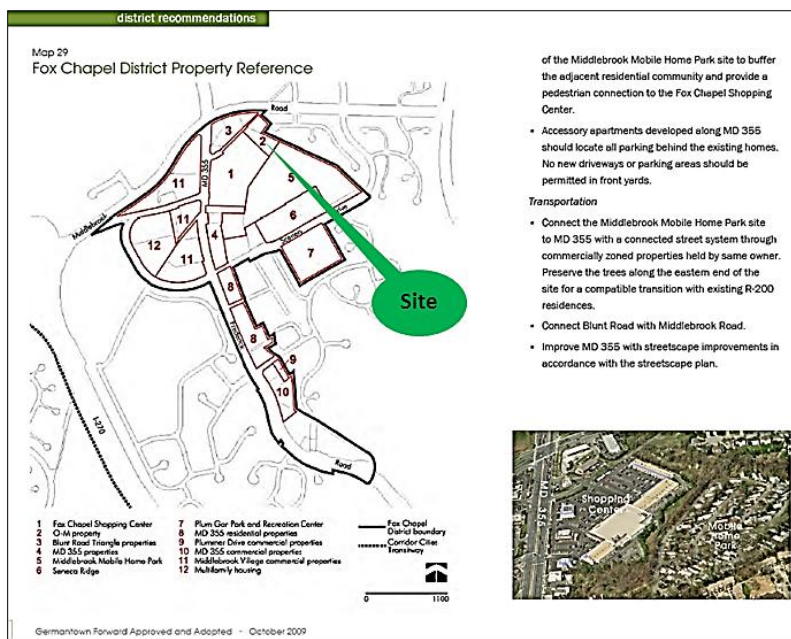 district recommendations
Map 29
Fox Chapel District Property Reference
Road
3
2
MD 355
1
5
11
6
Middlebrook
11
4
Drive
12
7
11
Site
8
Frederick
8
9
10
I-270
Road
1 Fox Chapel Shopping Center
2 O-M property
3 Blunt Road Triangle properties
4 MD 355 properties
5 Middlebrook Mobile Home Park
6 Seneca Ridge
7 Plum Gar Park and Recreation Center
8 MD 355 residential properties
9 Plummer Drive commercial properties
10 MD 355 commercial properties
11 Middlebrook Village commercial properties
12 Multifamily housing
Fox Chapel
District boundary
Corridor Cities
Transitway
0 1100
of the Middlebrook Mobile Home Park site to buffer
the adjacent residential community and provide a
pedestrian connection to the Fox Chapel Shopping
Center.
• Accessory apartments developed along MD 355
should locate all parking behind the existing homes.
No new driveways or parking areas should be
permitted in front yards.
Transportation
• Connect the Middlebrook Mobile Home Park site
to MD 355 with a connected street system through
commercially zoned properties held by same owner.
Preserve the trees along the eastern end of the
site for a compatible transition with existing R-200
residences.
• Connect Blunt Road with Middlebrook Road.
• Improve MD 355 with streetscape improvements in
accordance with the streetscape plan.
MD 355
Shopping
Center
Mobile
Home
Park
Germantown Forward Approved and Adopted - October 2009